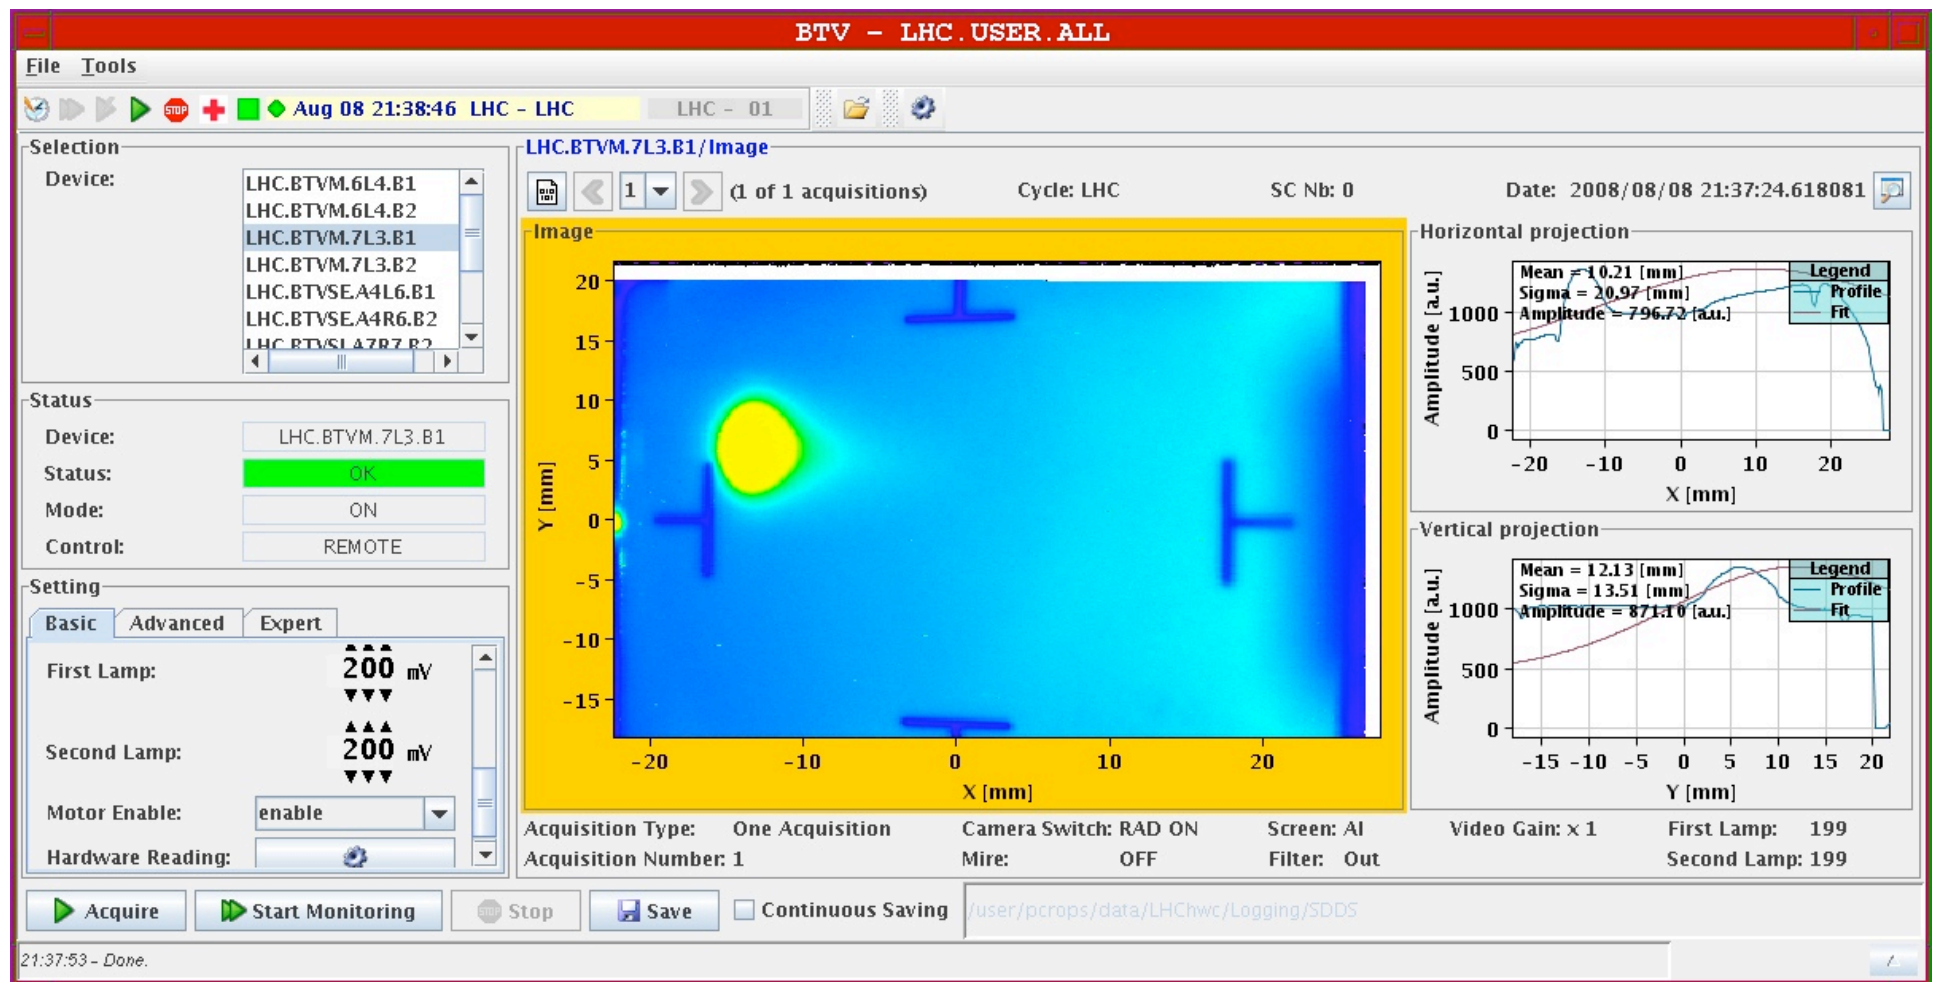 BTV - LHC.USER.ALL
File Tools
STOP Aug 08 21:38:46 LHC - LHC LHC - 01
Selection
Device:
LHC.BTVM.6L4.B1
LHC.BTVM.6L4.B2
LHC.BTVM.7L3.B1
LHC.BTVM.7L3.B2
LHC.BTVSE.A4L6.B1
LHC.BTVSE.A4R6.B2
LHC.BTVSI.A7R7.B2
Status
Device: LHC.BTVM.7L3.B1
Status: OK
Mode: ON
Control: REMOTE
Setting
Basic Advanced Expert
First Lamp: 200 mV
Second Lamp: 200 mV
Motor Enable: enable
Hardware Reading:
LHC.BTVM.7L3.B1/Image
1 (1 of 1 acquisitions) Cycle: LHC SC Nb: 0 Date: 2008/08/08 21:37:24.618081
Image
20
15
10
5
0
-5
-10
-15
Y [mm]
-20 -10 0 10 20
X [mm]
Horizontal projection
Mean = 10.21 [mm]
Sigma = 20.97 [mm]
Amplitude = 796.72 [a.u.]
Legend
Profile
Fit
Amplitude [a.u.]
1000
500
0
-20 -10 0 10 20
X [mm]
Vertical projection
Mean = 12.13 [mm]
Sigma = 13.51 [mm]
Amplitude = 871.10 [a.u.]
Legend
Profile
Fit
Amplitude [a.u.]
1000
500
0
-15 -10 -5 0 5 10 15 20
Y [mm]
Acquisition Type: One Acquisition Camera Switch: RAD ON Screen: Al Video Gain: x 1 First Lamp: 199
Acquisition Number: 1 Mire: OFF Filter: Out Second Lamp: 199
Acquire Start Monitoring STOP Stop Save Continuous Saving /user/pcrops/data/LHChwc/Logging/SDDS
21:37:53 - Done.